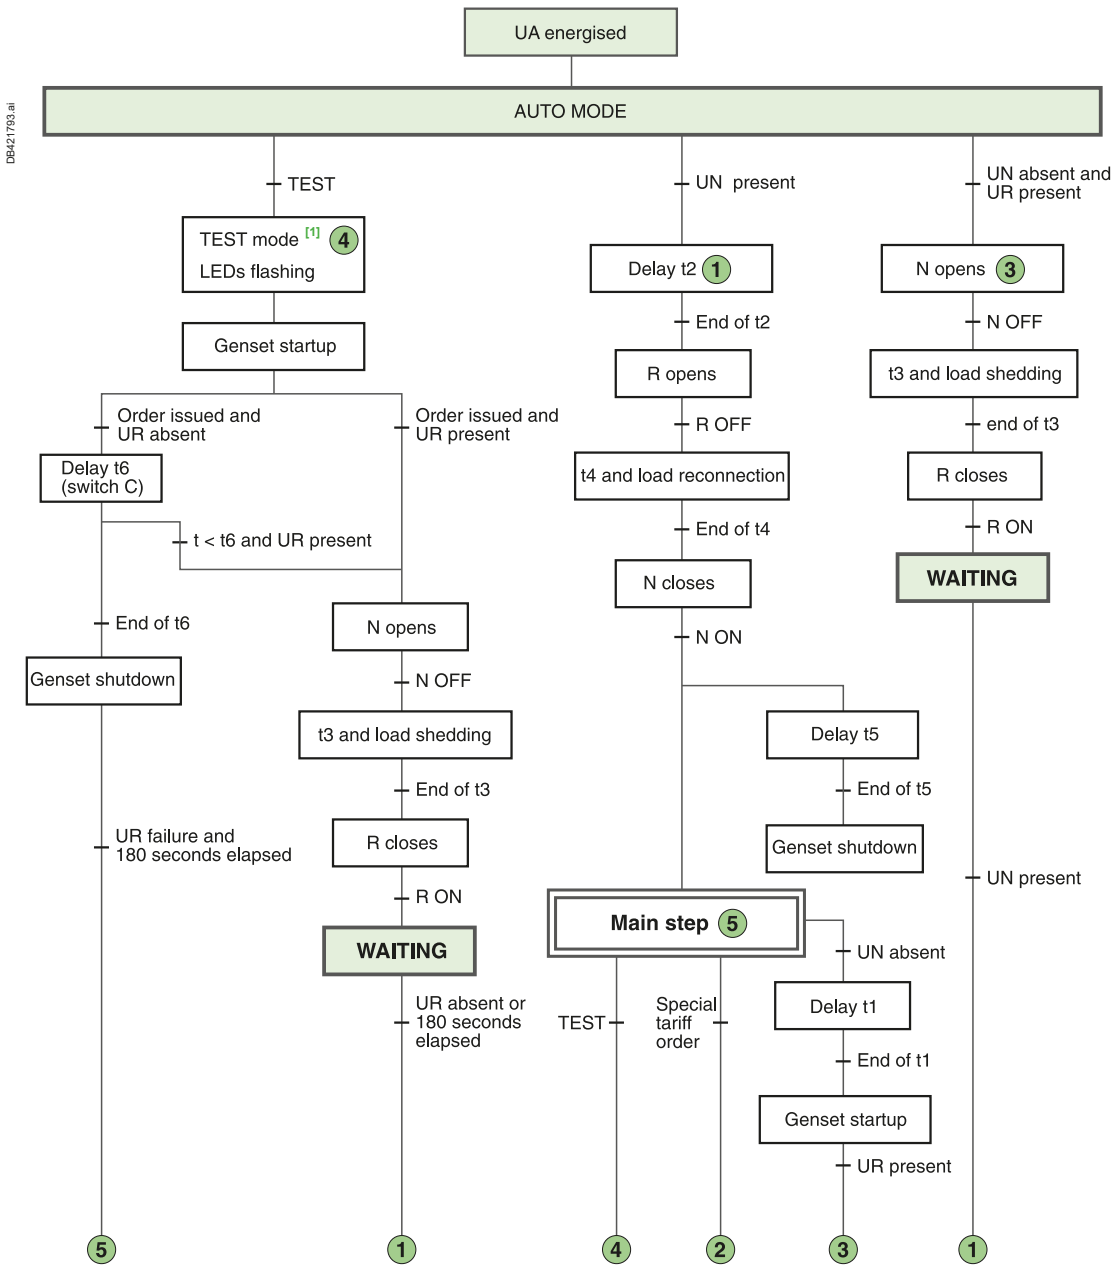 UA energised
DB421793.ai
AUTO MODE
TEST
UN present
UN absent and
UR present
TEST mode [1] 4
LEDs flashing
Delay t2 1
N opens 3
End of t2
N OFF
Genset startup
R opens
t3 and load shedding
Order issued and
UR absent
Order issued and
UR present
R OFF
end of t3
Delay t6
(switch C)
t4 and load reconnection
R closes
t < t6 and UR present
End of t4
R ON
N closes
WAITING
End of t6
N opens
N ON
Genset shutdown
N OFF
t3 and load shedding
Delay t5
End of t3
End of t5
UR failure and
180 seconds elapsed
R closes
Genset shutdown
UN present
R ON
Main step 5
WAITING
UN absent
UR absent or
180 seconds
elapsed
TEST
Special
tariff
order
Delay t1
End of t1
Genset startup
UR present
5
1
4
2
3
1